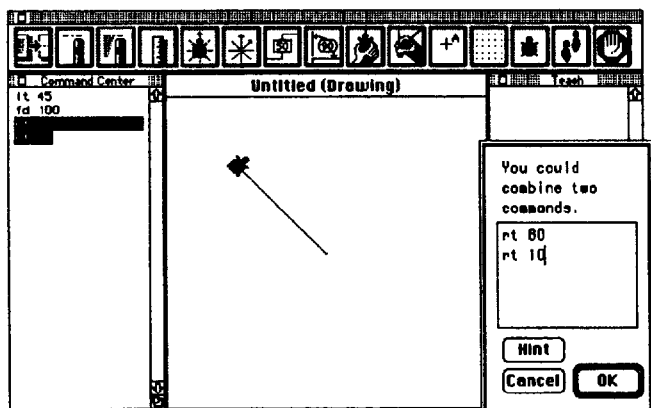 Command Center
Untitled (Drawing)
Teach
lt 45
fd 100
You could
combine two
commands.
rt 80
rt 10
Hint
Cancel
OK